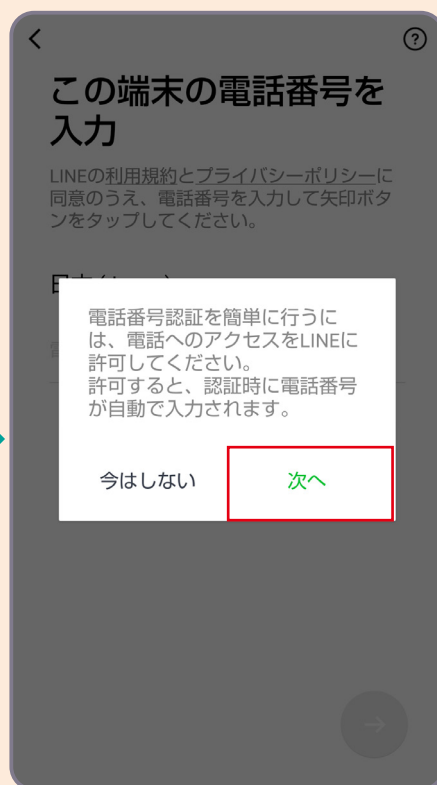 この端末の電話番号を
入力
LINEの利用規約とプライバシーポリシーに
同意のうえ、電話番号を入力して矢印ボタ
ンをタップしてください。
電話番号認証を簡単に行うに
は、電話へのアクセスをLINEに
許可してください。
許可すると、認証時に電話番号
が自動で入力されます。
今はしない 次へ